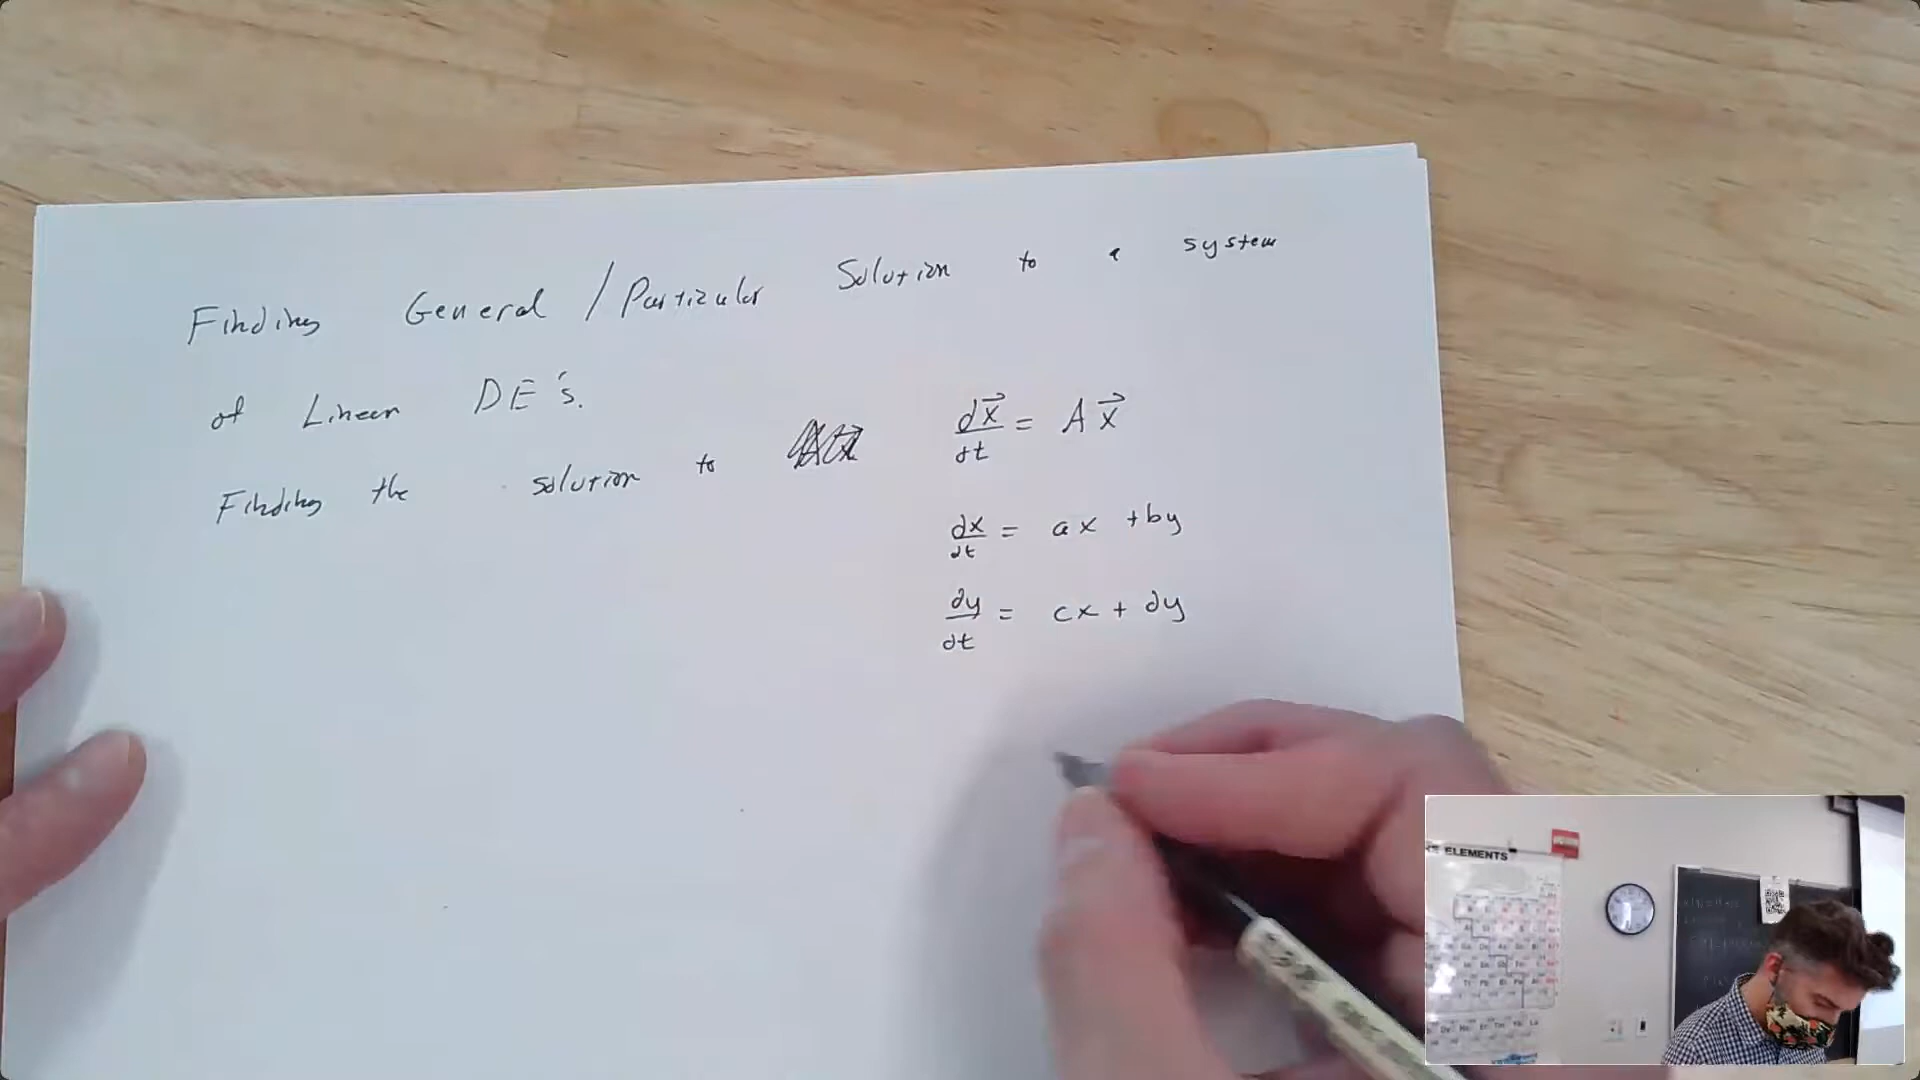 Finding General / Particular Solution to a system
of Linear DE's.
Finding the solution to dx⃗/dt = Ax⃗
dx/dt = ax + by
dy/dt = cx + dy
ELEMENTS